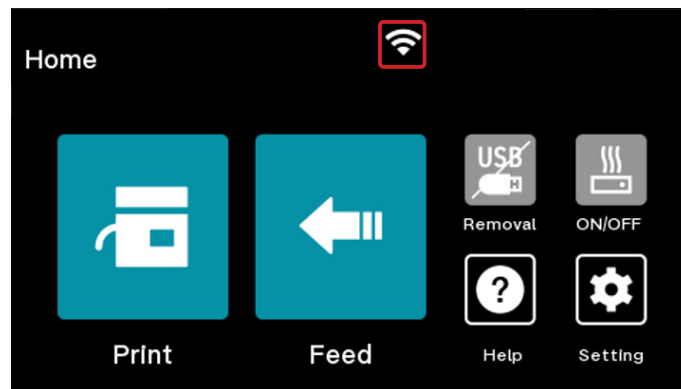 Home
USB
Removal
ON/OFF
?
Print
Feed
Help
Setting